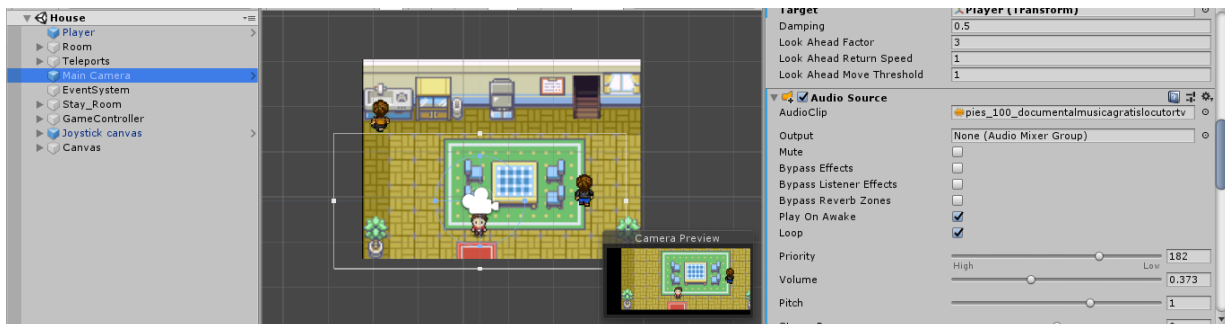 House
Player
Room
Teleports
Main Camera
EventSystem
Stay_Room
GameController
Joystick canvas
Canvas
Camera Preview
Target Player (Transform)
Damping 0.5
Look Ahead Factor 3
Look Ahead Return Speed 1
Look Ahead Move Threshold 1
Audio Source
AudioClip pies_100_documentalmusicagratislocutortv
Output None (Audio Mixer Group)
Mute
Bypass Effects
Bypass Listener Effects
Bypass Reverb Zones
Play On Awake
Loop
Priority 182
High Low
Volume 0.373
Pitch 1